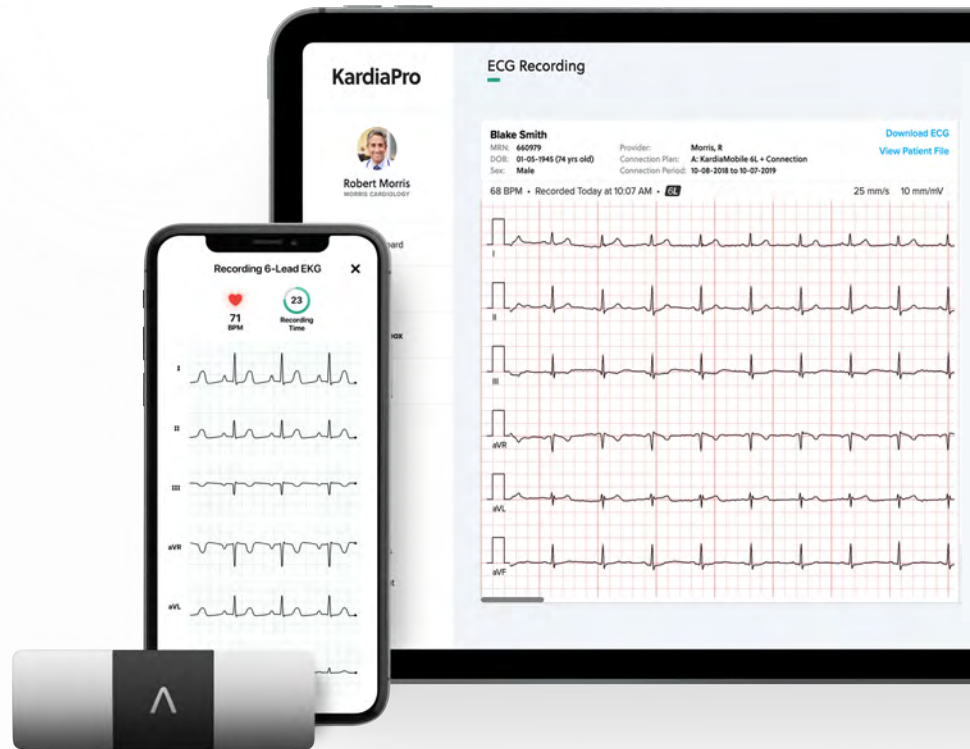 KardiaPro
Robert Morris
MORRIS CARDIOLOGY
ECG Recording
Blake Smith
MRN: 660979
DOB: 01-05-1945 (74 yrs old)
Sex: Male
Provider: Morris, R
Connection Plan: A: KardiaMobile 6L + Connection
Connection Period: 10-08-2018 to 10-07-2019
Download ECG
View Patient File
68 BPM • Recorded Today at 10:07 AM • 6L
25 mm/s 10 mm/mV
I
II
III
aVR
aVL
aVF
Recording 6-Lead EKG ×
71
BPM
23
Recording
Time
I
II
III
aVR
aVL